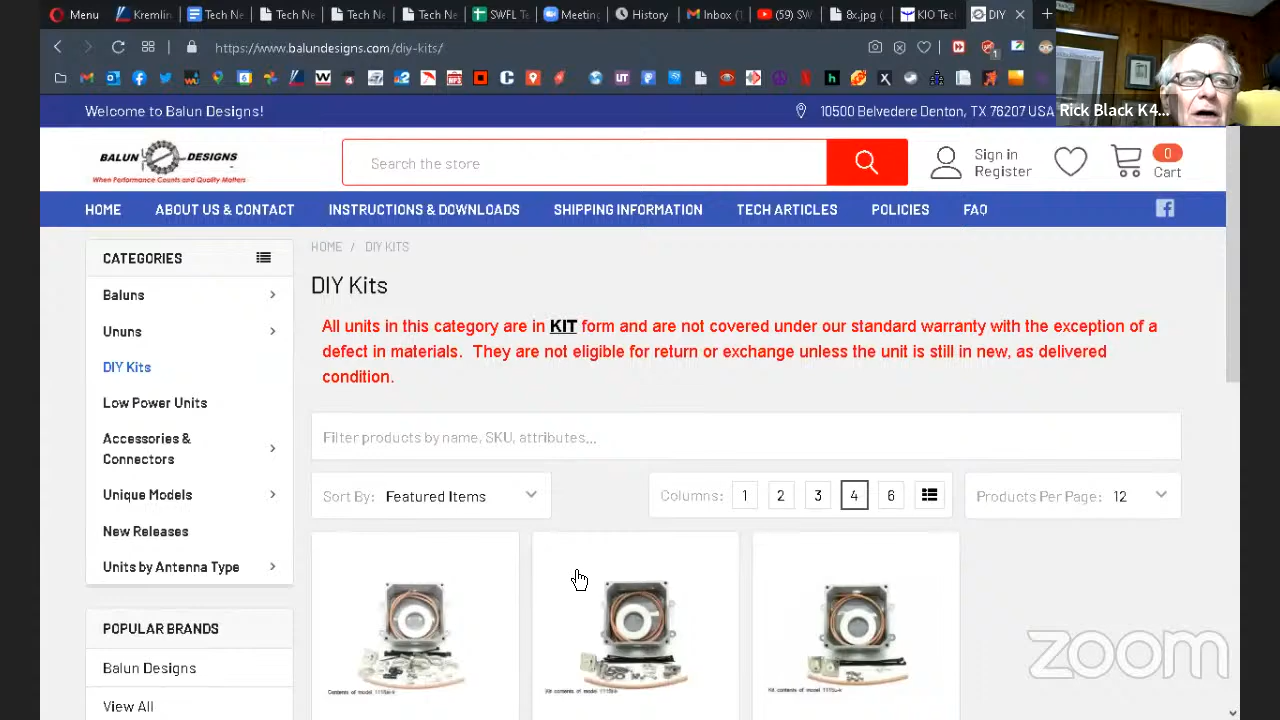 Menu
Kremlin
Tech Ne
Tech Ne
Tech Ne
Tech Ne
SWFL Te
Meeting
History
Inbox (1
(59) SW
8x.jpg (
KIO Tech
DIY
https://www.balundesigns.com/diy-kits/
Rick Black K4...
Welcome to Balun Designs!
10500 Belvedere Denton, TX 76207 USA
BALUN DESIGNS
When Performance Counts and Quality Matters
Search the store
Sign in
Register
0
Cart
HOME
ABOUT US & CONTACT
INSTRUCTIONS & DOWNLOADS
SHIPPING INFORMATION
TECH ARTICLES
POLICIES
FAQ
CATEGORIES
Baluns
Ununs
DIY Kits
Low Power Units
Accessories &
Connectors
Unique Models
New Releases
Units by Antenna Type
POPULAR BRANDS
Balun Designs
View All
HOME / DIY KITS
DIY Kits
All units in this category are in KIT form and are not covered under our standard warranty with the exception of a
defect in materials. They are not eligible for return or exchange unless the unit is still in new, as delivered
condition.
Filter products by name, SKU, attributes...
Sort By: Featured Items
Columns: 1 2 3 4 6
Products Per Page: 12
zoom